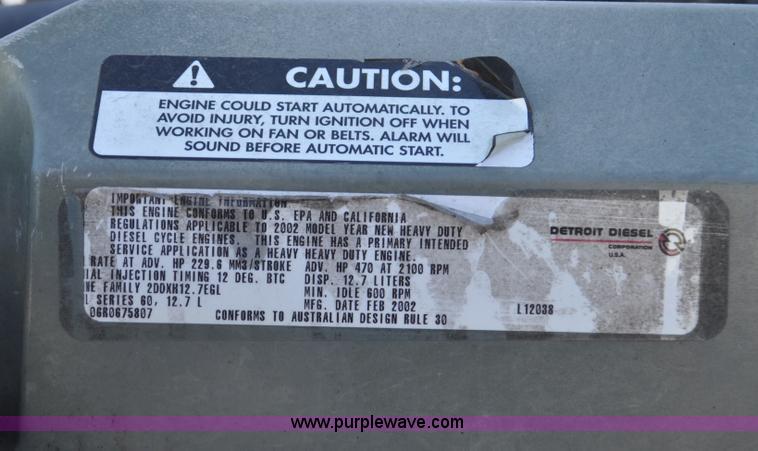 CAUTION:
ENGINE COULD START AUTOMATICALLY. TO
AVOID INJURY, TURN IGNITION OFF WHEN
WORKING ON FAN OR BELTS. ALARM WILL
SOUND BEFORE AUTOMATIC START.
IMPORTANT ENGINE INFORMATION
THIS ENGINE CONFORMS TO U.S. EPA AND CALIFORNIA
REGULATIONS APPLICABLE TO 2002 MODEL YEAR NEW HEAVY DUTY
DIESEL CYCLE ENGINES. THIS ENGINE HAS A PRIMARY INTENDED
SERVICE APPLICATION AS A HEAVY HEAVY DUTY ENGINE.
RATE AT ADV. HP 229.6 MM3/STROKE ADV. HP 470 AT 2100 RPM
IAL INJECTION TIMING 12 DEG. BTC DISP. 12.7 LITERS
NE FAMILY 2DDXH12.7EGL MIN. IDLE 600 RPM
L SERIES 60, 12.7 L MFG. DATE FEB 2002
06R0675807 CONFORMS TO AUSTRALIAN DESIGN RULE 30
L12038
DETROIT DIESEL
CORPORATION
U.S.A.
www.purplewave.com